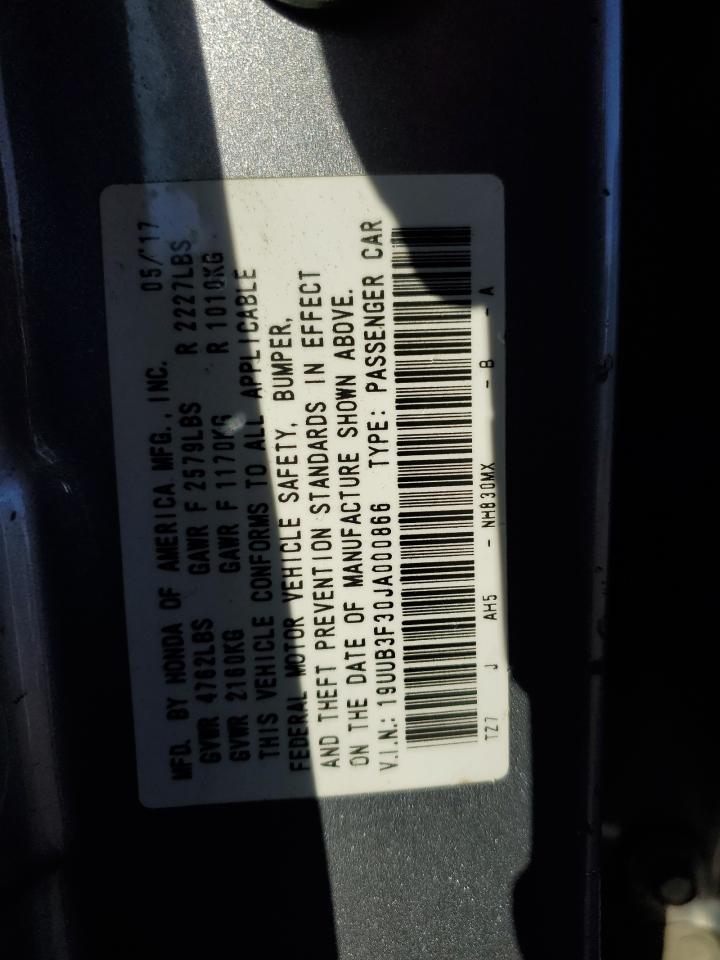 MFD. BY HONDA OF AMERICA MFG., INC. 05/'17
GVWR 4762LBS GAWR F 2579LBS R 2227LBS
GVWR 2160KG GAWR F 1170KG R 1010KG
THIS VEHICLE CONFORMS TO ALL APPLICABLE
FEDERAL MOTOR VEHICLE SAFETY, BUMPER,
AND THEFT PREVENTION STANDARDS IN EFFECT
ON THE DATE OF MANUFACTURE SHOWN ABOVE.
V.I.N.: 19UUB3F30JA000866 TYPE: PASSENGER CAR
TZ7 J AH5 - NH830MX - B - A